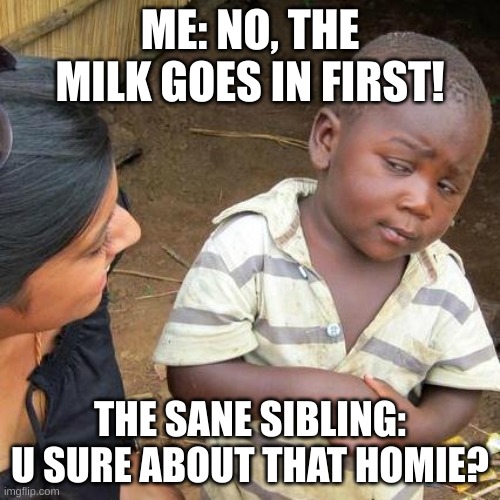 ME: NO, THE
MILK GOES IN FIRST!
THE SANE SIBLING:
U SURE ABOUT THAT HOMIE?
imgflip.com